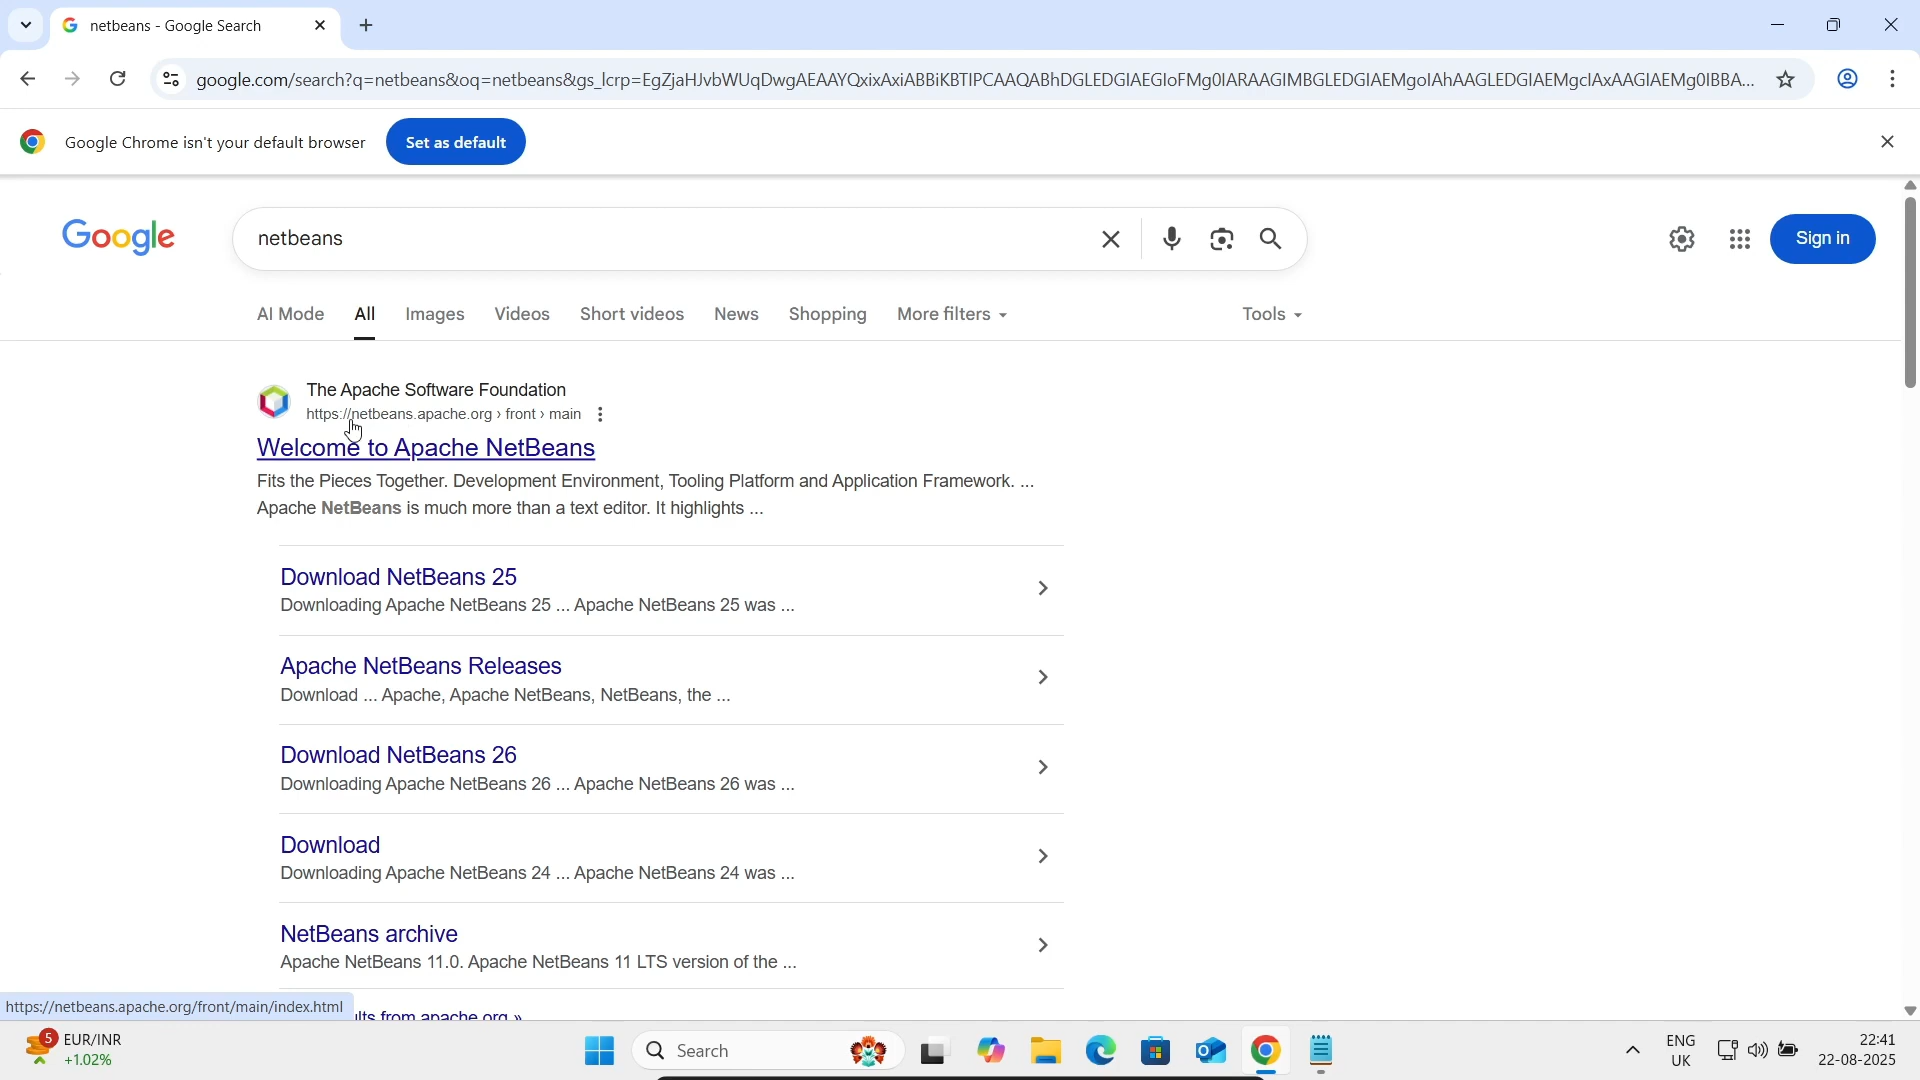 netbeans - Google Search
google.com/search?q=netbeans&oq=netbeans&gs_lcrp=EgZjaHJvbWUqDwgAEAAYQxixAxiABBiKBTIPCAAQABhDGLEDGIAEGIoFMg0IARAAGIMBGLEDGIAEMgoIAhAAGLEDGIAEMgcIAxAAGIAEMg0IBBA...
Google Chrome isn't your default browser
Set as default
Google
netbeans
Sign in
AI Mode All Images Videos Short videos News Shopping More filters Tools
The Apache Software Foundation
https://netbeans.apache.org › front › main
Welcome to Apache NetBeans
Fits the Pieces Together. Development Environment, Tooling Platform and Application Framework. ...
Apache NetBeans is much more than a text editor. It highlights ...
Download NetBeans 25
Downloading Apache NetBeans 25 ... Apache NetBeans 25 was ...
Apache NetBeans Releases
Download ... Apache, Apache NetBeans, NetBeans, the ...
Download NetBeans 26
Downloading Apache NetBeans 26 ... Apache NetBeans 26 was ...
Download
Downloading Apache NetBeans 24 ... Apache NetBeans 24 was ...
NetBeans archive
Apache NetBeans 11.0. Apache NetBeans 11 LTS version of the ...
https://netbeans.apache.org/front/main/index.html
ults from apache.org »
5
EUR/INR
+1.02%
Search
ENG
UK
22:41
22-08-2025